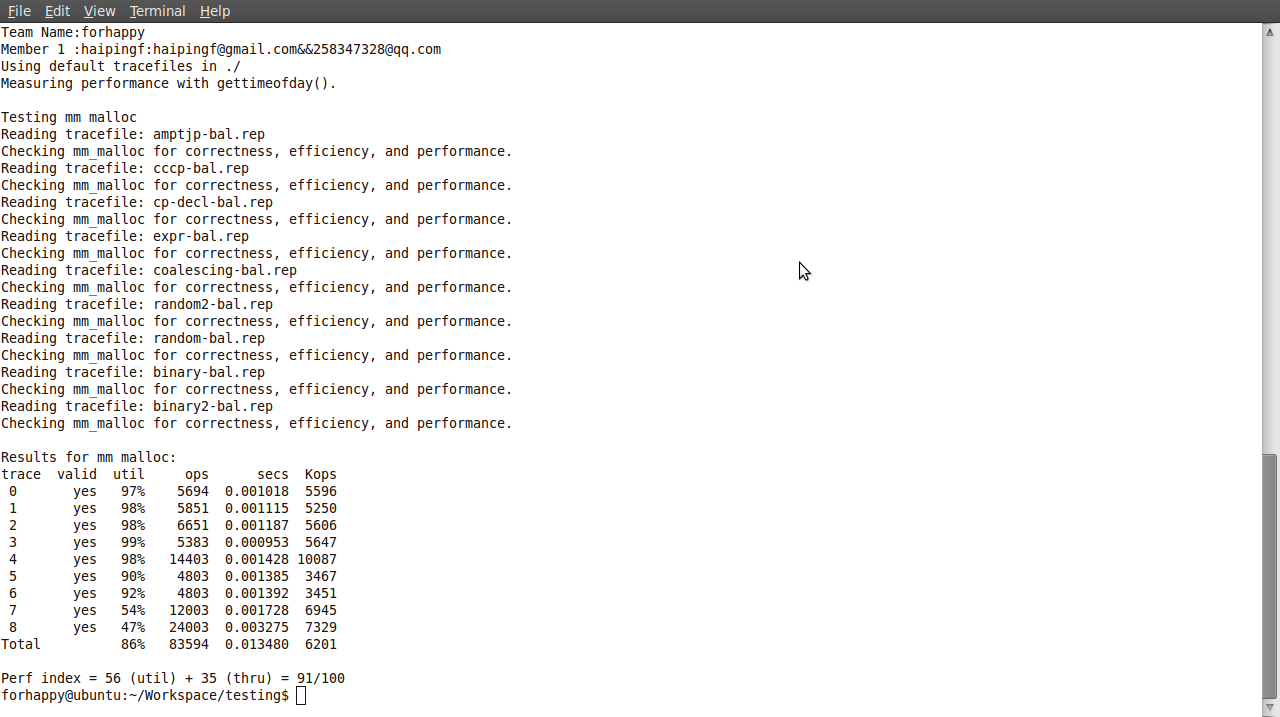 File Edit View Terminal Help
Team Name:forhappy
Member 1 :haipingf:haipingf@gmail.com&&258347328@qq.com
Using default tracefiles in ./
Measuring performance with gettimeofday().

Testing mm malloc
Reading tracefile: amptjp-bal.rep
Checking mm_malloc for correctness, efficiency, and performance.
Reading tracefile: cccp-bal.rep
Checking mm_malloc for correctness, efficiency, and performance.
Reading tracefile: cp-decl-bal.rep
Checking mm_malloc for correctness, efficiency, and performance.
Reading tracefile: expr-bal.rep
Checking mm_malloc for correctness, efficiency, and performance.
Reading tracefile: coalescing-bal.rep
Checking mm_malloc for correctness, efficiency, and performance.
Reading tracefile: random2-bal.rep
Checking mm_malloc for correctness, efficiency, and performance.
Reading tracefile: random-bal.rep
Checking mm_malloc for correctness, efficiency, and performance.
Reading tracefile: binary-bal.rep
Checking mm_malloc for correctness, efficiency, and performance.
Reading tracefile: binary2-bal.rep
Checking mm_malloc for correctness, efficiency, and performance.

Results for mm malloc:
trace  valid  util     ops      secs  Kops
 0       yes   97%    5694  0.001018  5596
 1       yes   98%    5851  0.001115  5250
 2       yes   98%    6651  0.001187  5606
 3       yes   99%    5383  0.000953  5647
 4       yes   98%   14403  0.001428 10087
 5       yes   90%    4803  0.001385  3467
 6       yes   92%    4803  0.001392  3451
 7       yes   54%   12003  0.001728  6945
 8       yes   47%   24003  0.003275  7329
Total          86%   83594  0.013480  6201

Perf index = 56 (util) + 35 (thru) = 91/100
forhappy@ubuntu:~/Workspace/testing$